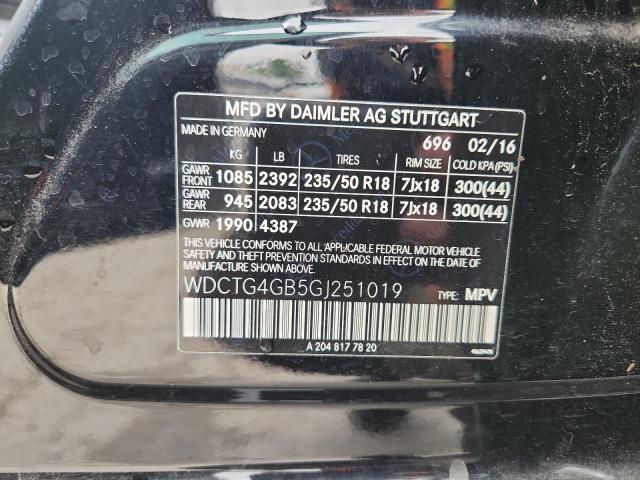 MFD BY DAIMLER AG STUTTGART
MADE IN GERMANY 696 02/16
KG LB TIRES RIM SIZE COLD KPA (PSI)
GAWR FRONT 1085 2392 235/50 R18 7Jx18 300(44)
GAWR REAR 945 2083 235/50 R18 7Jx18 300(44)
GVWR 1990 4387
THIS VEHICLE CONFORMS TO ALL APPLICABLE FEDERAL MOTOR VEHICLE
SAFETY AND THEFT PREVENTION STANDARDS IN EFFECT ON THE DATE OF
MANUFACTURE SHOWN ABOVE.
WDCTG4GB5GJ251019 TYPE: MPV
A 204 817 78 20